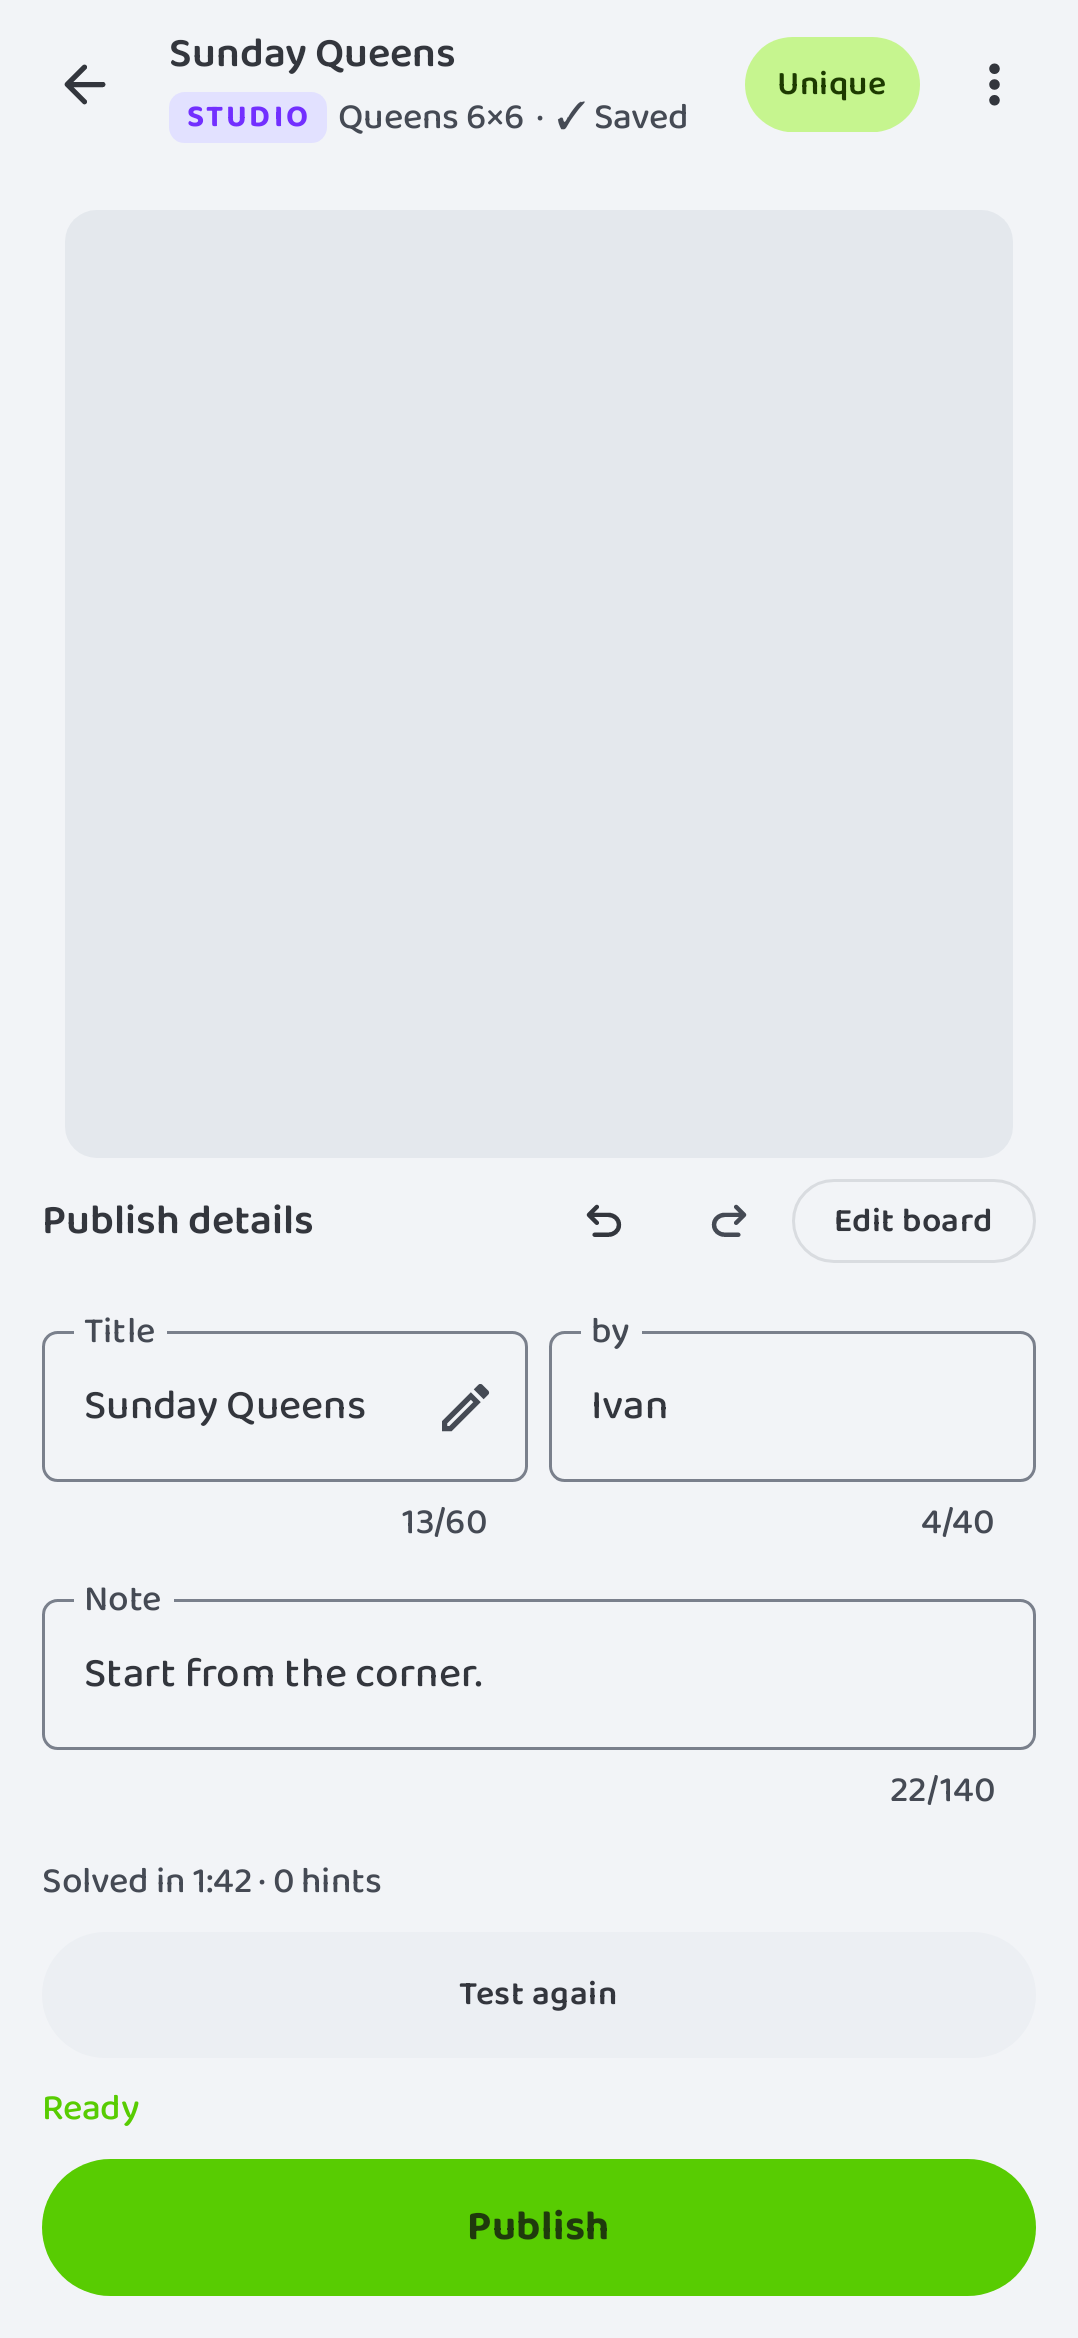 Sunday Queens
Unique
STUDIO Queens 6×6 · ✓ Saved
Publish details
Edit board
Title
by
Sunday Queens
Ivan
13/60
4/40
Note
Start from the corner.
22/140
Solved in 1:42 · 0 hints
Test again
Ready
Publish